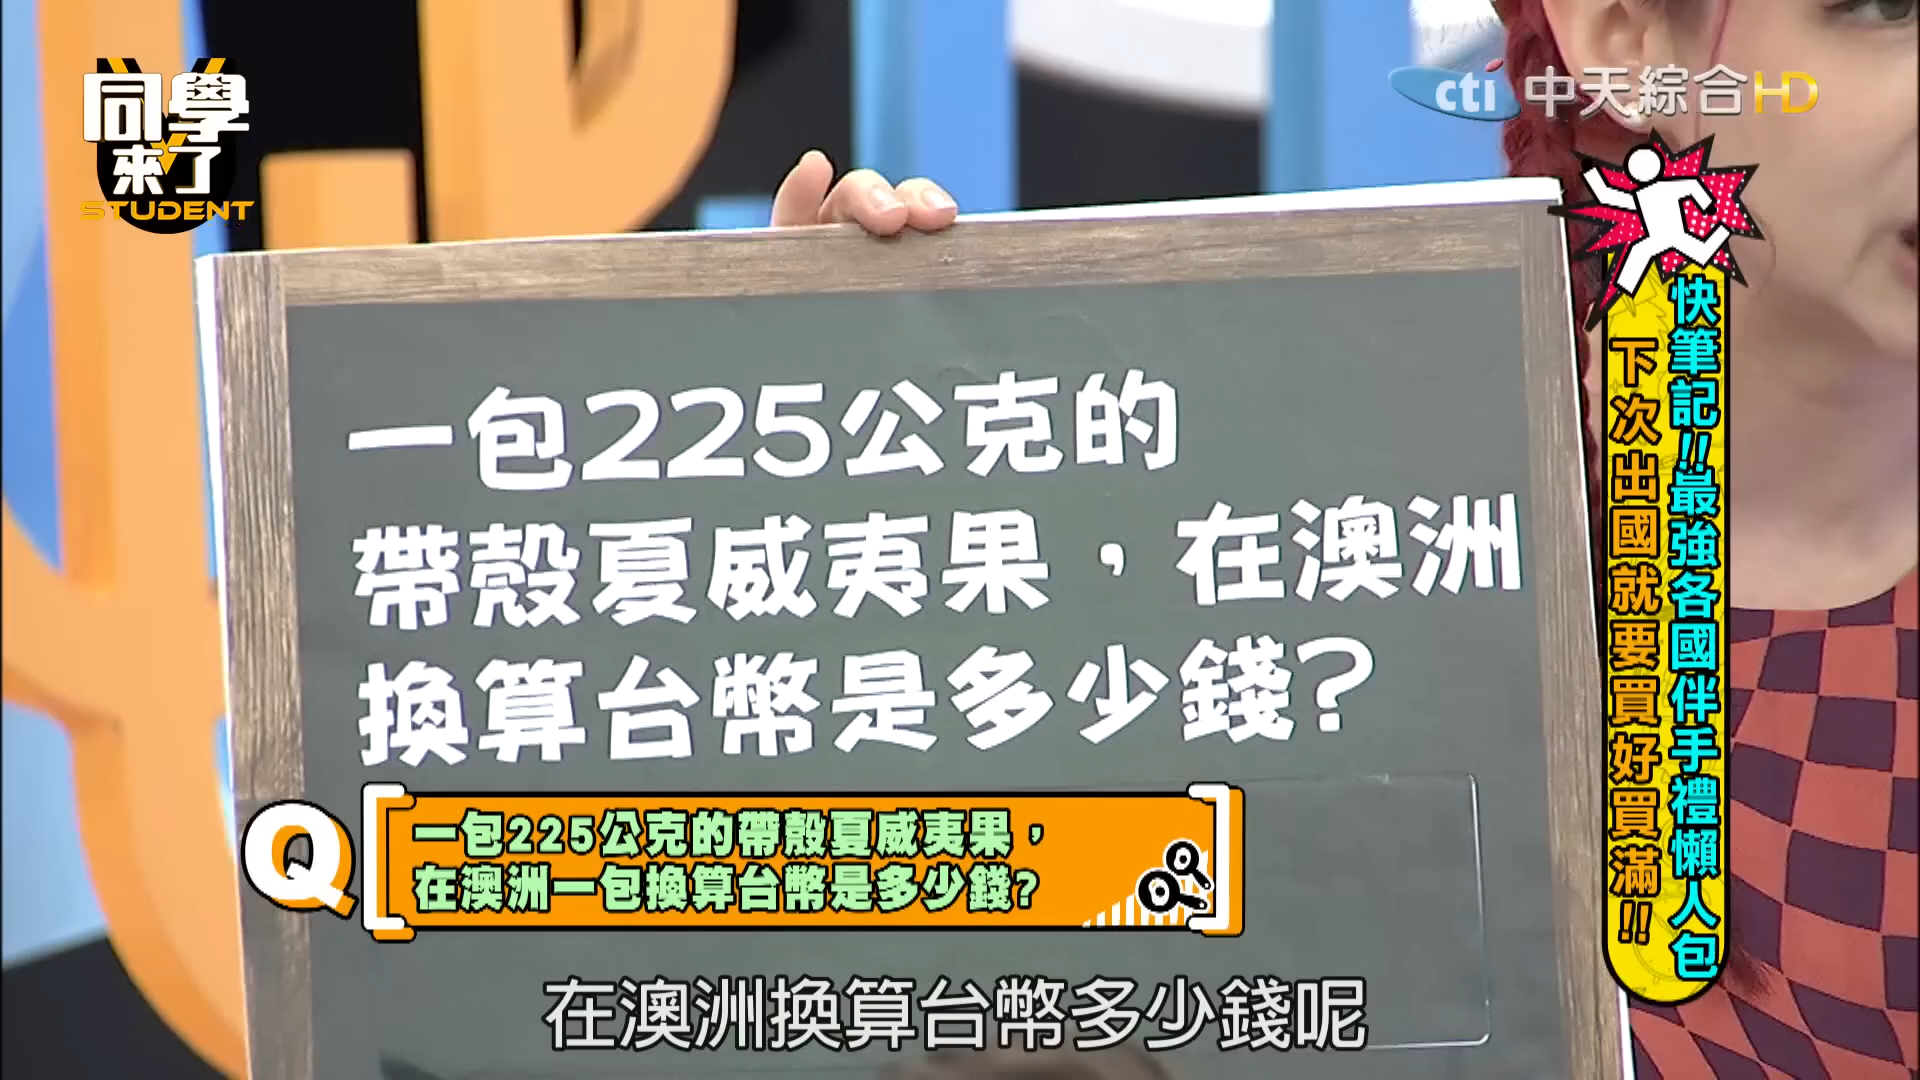 同學
來了
STUDENT
cti 中天綜合HD
快筆記!!最強各國伴手禮懶人包
下次出國就要買好買滿!!
一包225公克的
帶殼夏威夷果，在澳洲
換算台幣是多少錢?
Q
一包225公克的帶殼夏威夷果，
在澳洲一包換算台幣是多少錢?
在澳洲換算台幣多少錢呢